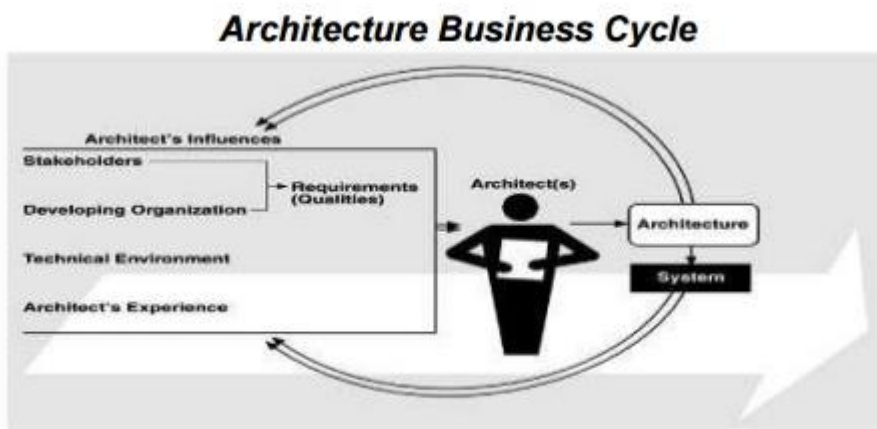 Architecture Business Cycle
Architect's Influences
Stakeholders
Requirements
(Qualities)
Developing Organization
Technical Environment
Architect's Experience
Architect(s)
Architecture
System